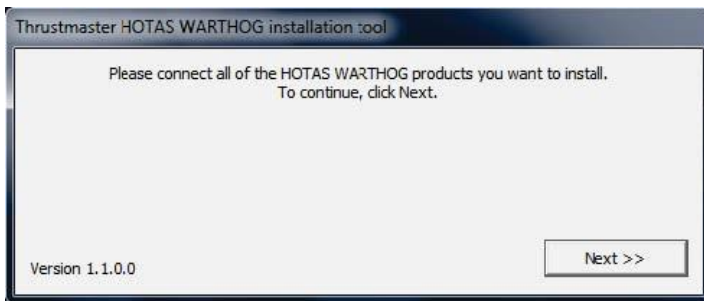 Thrustmaster HOTAS WARTHOG installation tool
Please connect all of the HOTAS WARTHOG products you want to install.
To continue, click Next.
Version 1.1.0.0
Next >>